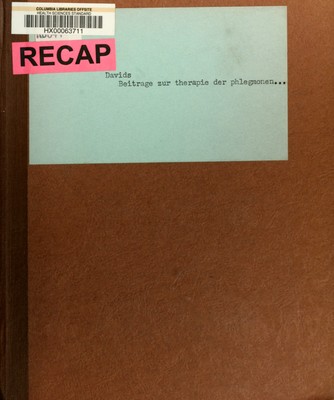 COLUMBIA LIBRARIES OFFSITE
HEALTH SCIENCES STANDARD
HX00063711
RECAP
Davids
Beitrage zur therapie der phlegmonen...